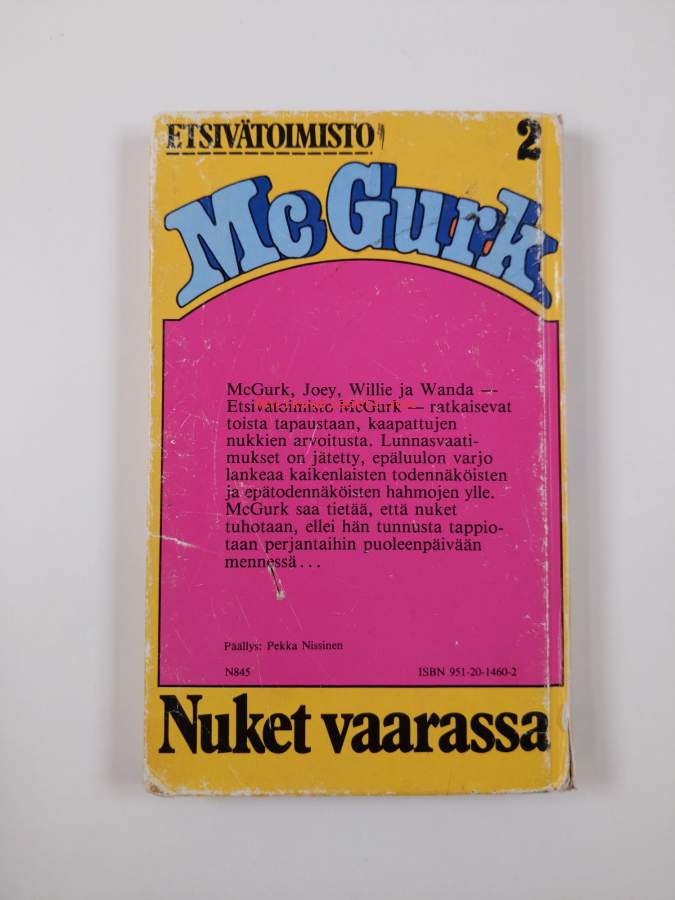 ETSIVÄTOIMISTO
2
McGurk
McGurk, Joey, Willie ja Wanda —
Etsivätoimisto McGurk — ratkaisevat
toista tapaustaan, kaapattujen
nukkien arvoitusta. Lunnasvaati-
mukset on jätetty, epäluulon varjo
lankeaa kaikenlaisten todennäköisten
ja epätodennäköisten hahmojen ylle.
McGurk saa tietää, että nuket
tuhotaan, ellei hän tunnusta tappio-
taan perjantaihin puoleenpäivään
mennessä...
Päällys: Pekka Nissinen
N845 ISBN 951-20-1460-2
Nuket vaarassa